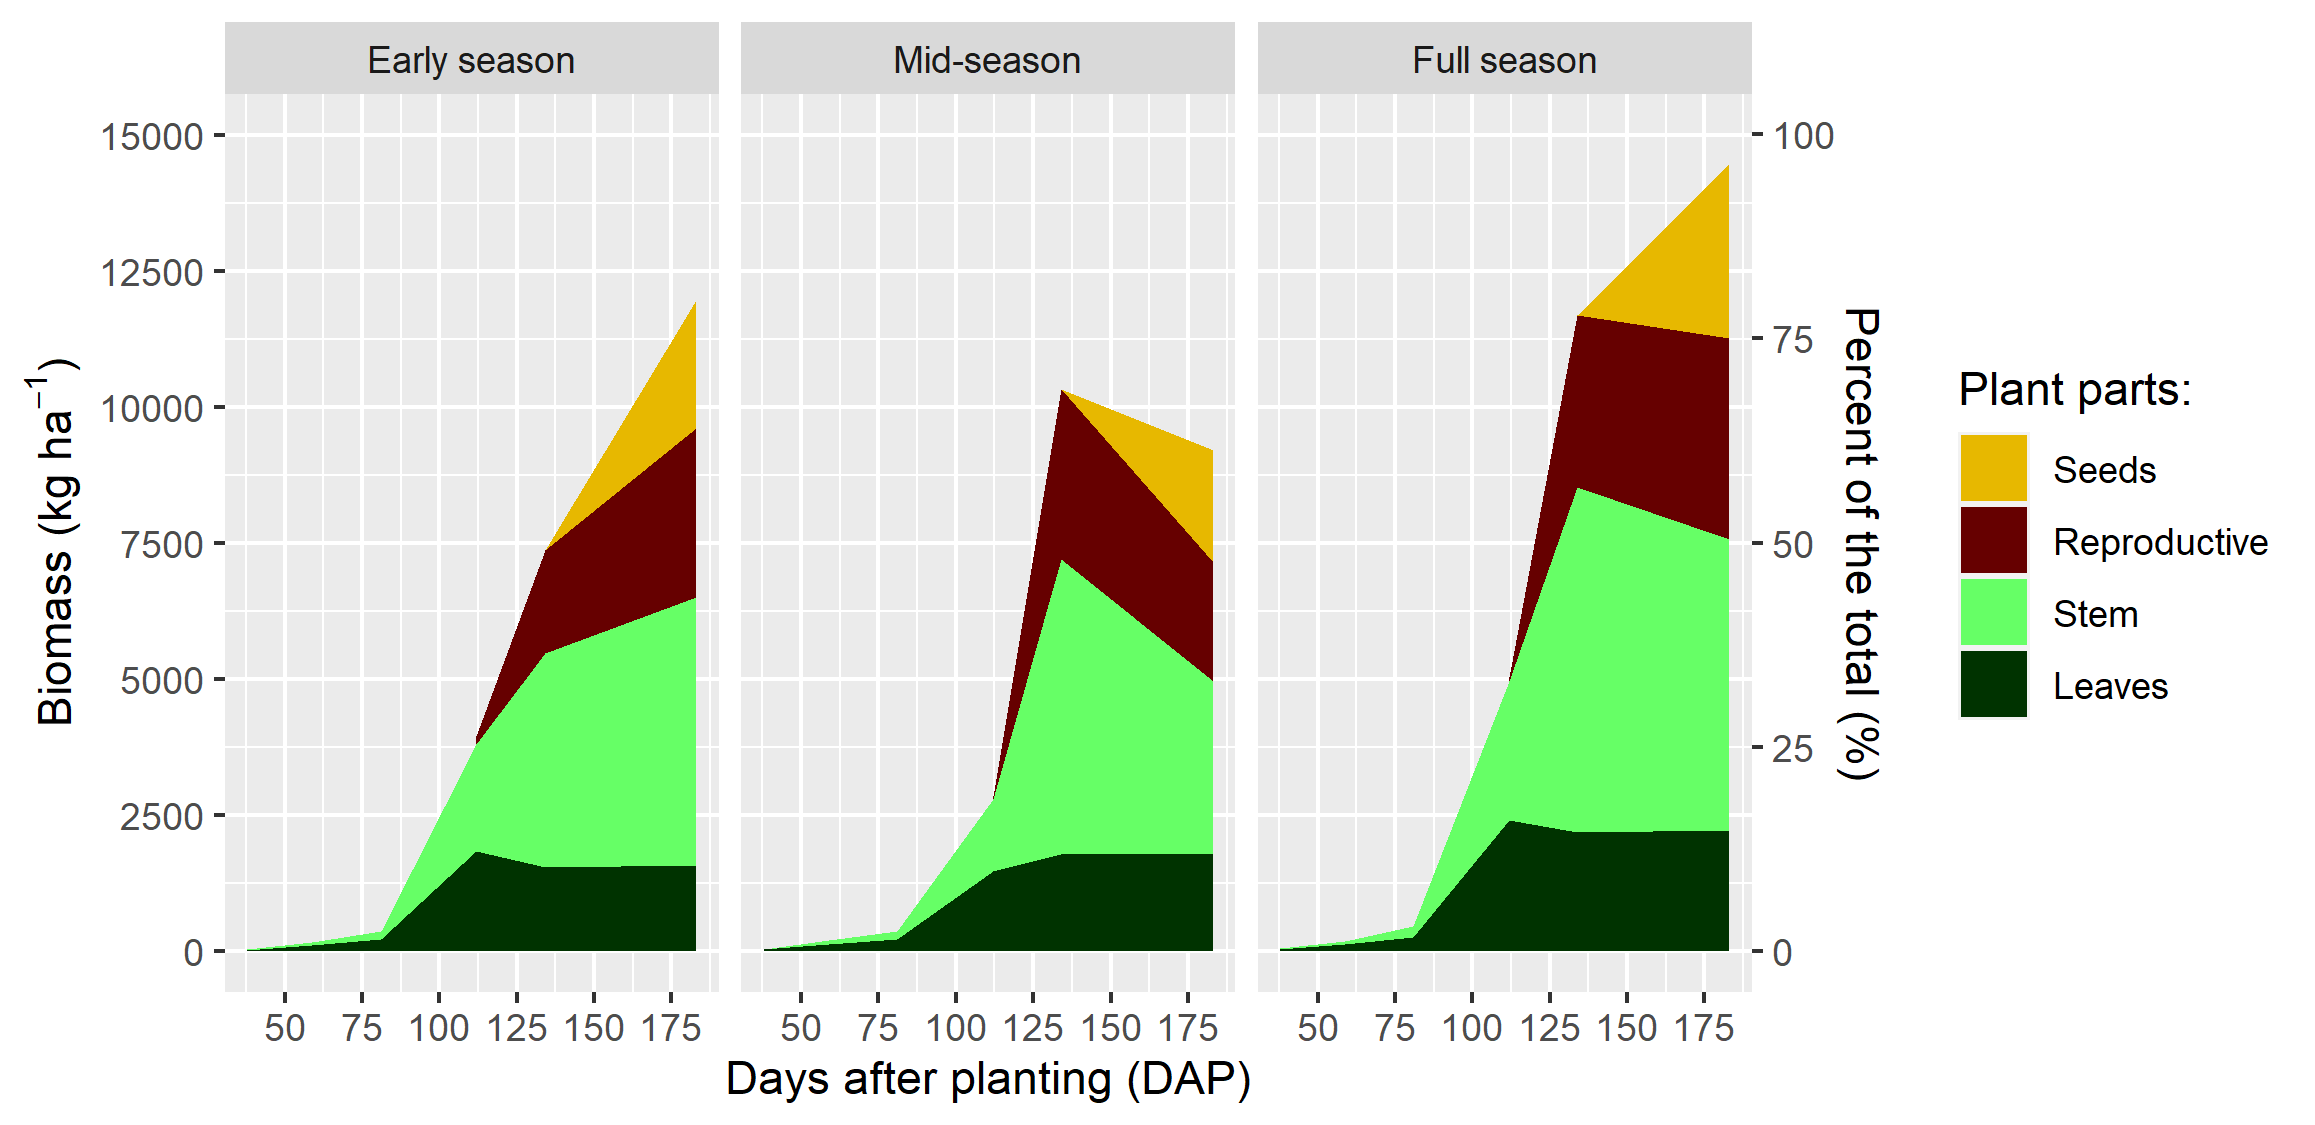 Early season
Mid-season
Full season
15000
12500
10000
7500
5000
2500
0
Biomass (kg ha⁻¹)
100
75
50
25
0
Percent of the total (%)
50 75 100 125 150 175
50 75 100 125 150 175
50 75 100 125 150 175
Days after planting (DAP)
Plant parts:
Seeds
Reproductive
Stem
Leaves